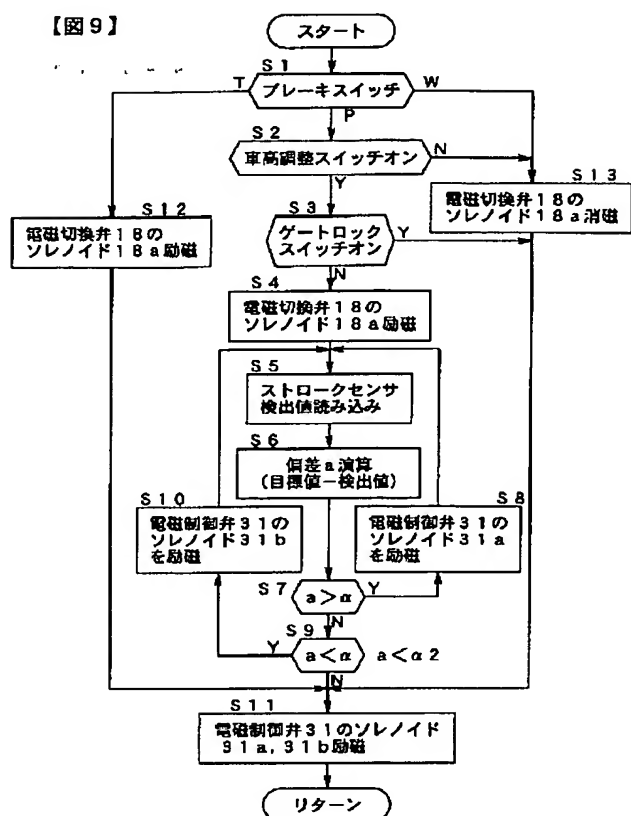 【図9】
スタート
S1
T
ブレーキスイッチ
W
P
S2
車高調整スイッチオン
N
Y
S13
電磁切換弁18の
ソレノイド18a消磁
S12
電磁切換弁18の
ソレノイド18a励磁
S3
ゲートロック
スイッチオン
Y
N
S4
電磁切換弁18の
ソレノイド18a励磁
S5
ストロークセンサ
検出値読み込み
S6
偏差a演算
(目標値-検出値)
S10
電磁制御弁31の
ソレノイド31b
を励磁
S8
電磁制御弁31の
ソレノイド31a
を励磁
S7
a>α
Y
N
S9
Y
a<α
a<α2
N
S11
電磁制御弁31のソレノイド
31a,31b励磁
リターン